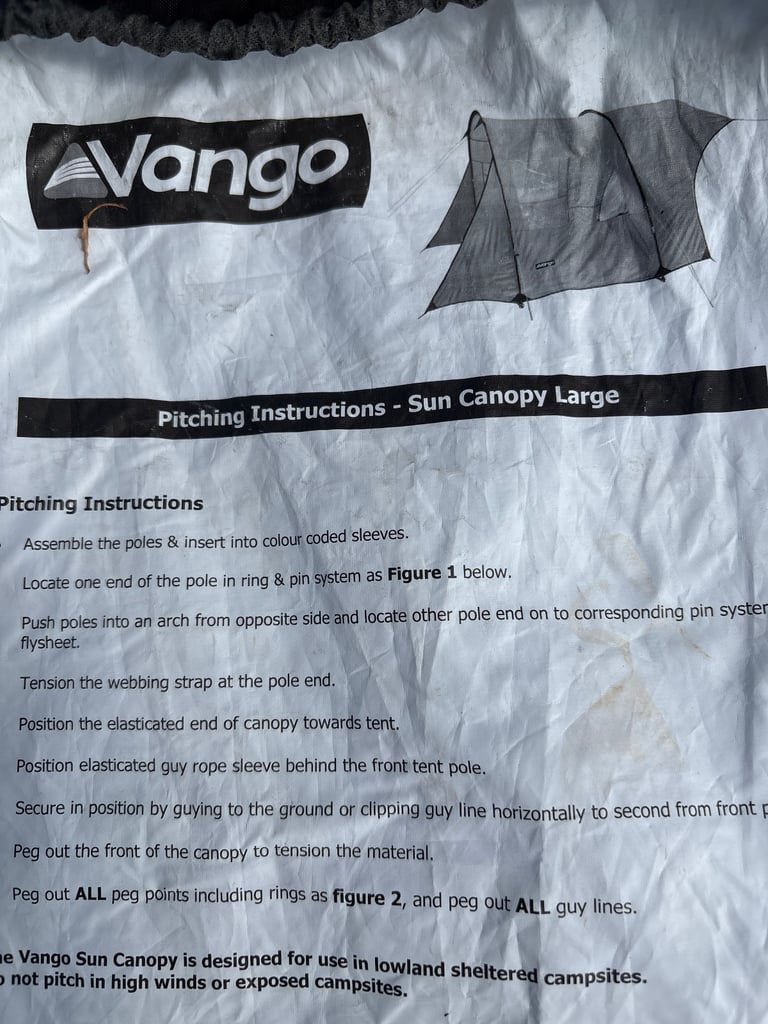 Vango
Vango
Pitching Instructions - Sun Canopy Large
Pitching Instructions
Assemble the poles & insert into colour coded sleeves.
Locate one end of the pole in ring & pin system as Figure 1 below.
Push poles into an arch from opposite side and locate other pole end on to corresponding pin
flysheet.
Tension the webbing strap at the pole end.
Position the elasticated end of canopy towards tent.
Position elasticated guy rope sleeve behind the front tent pole.
Secure in position by guying to the ground or clipping guy line horizontally to second from front
Peg out the front of the canopy to tension the material.
Peg out ALL peg points including rings as figure 2, and peg out ALL guy lines.
Vango Sun Canopy is designed for use in lowland sheltered campsites.
not pitch in high winds or exposed campsites.